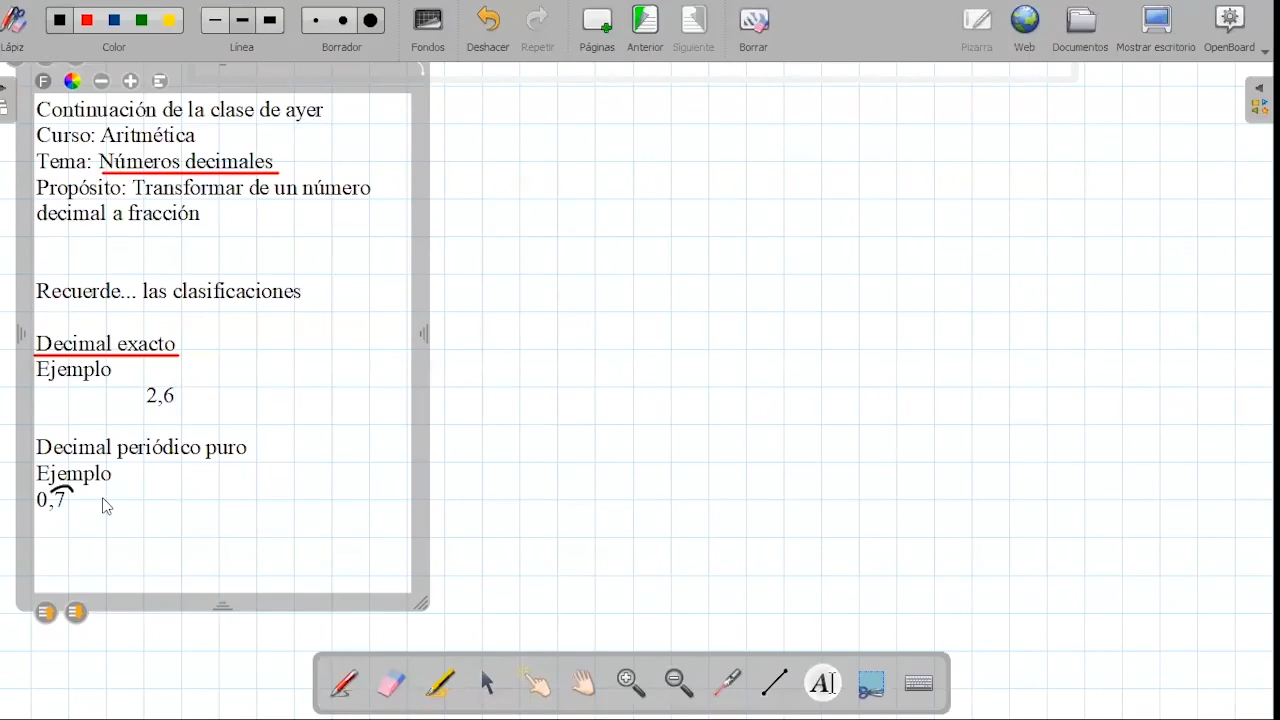 Lápiz
Color
Línea
Borrador
Fondos
Deshacer
Repetir
Páginas
Anterior
Siguiente
Borrar
Pizarra
Web
Documentos
Mostrar escritorio
OpenBoard
F
Continuación de la clase de ayer
Curso: Aritmética
Tema: Números decimales
Propósito: Transformar de un número
decimal a fracción
Recuerde... las clasificaciones
Decimal exacto
Ejemplo
2,6
Decimal periódico puro
Ejemplo
0,7
A